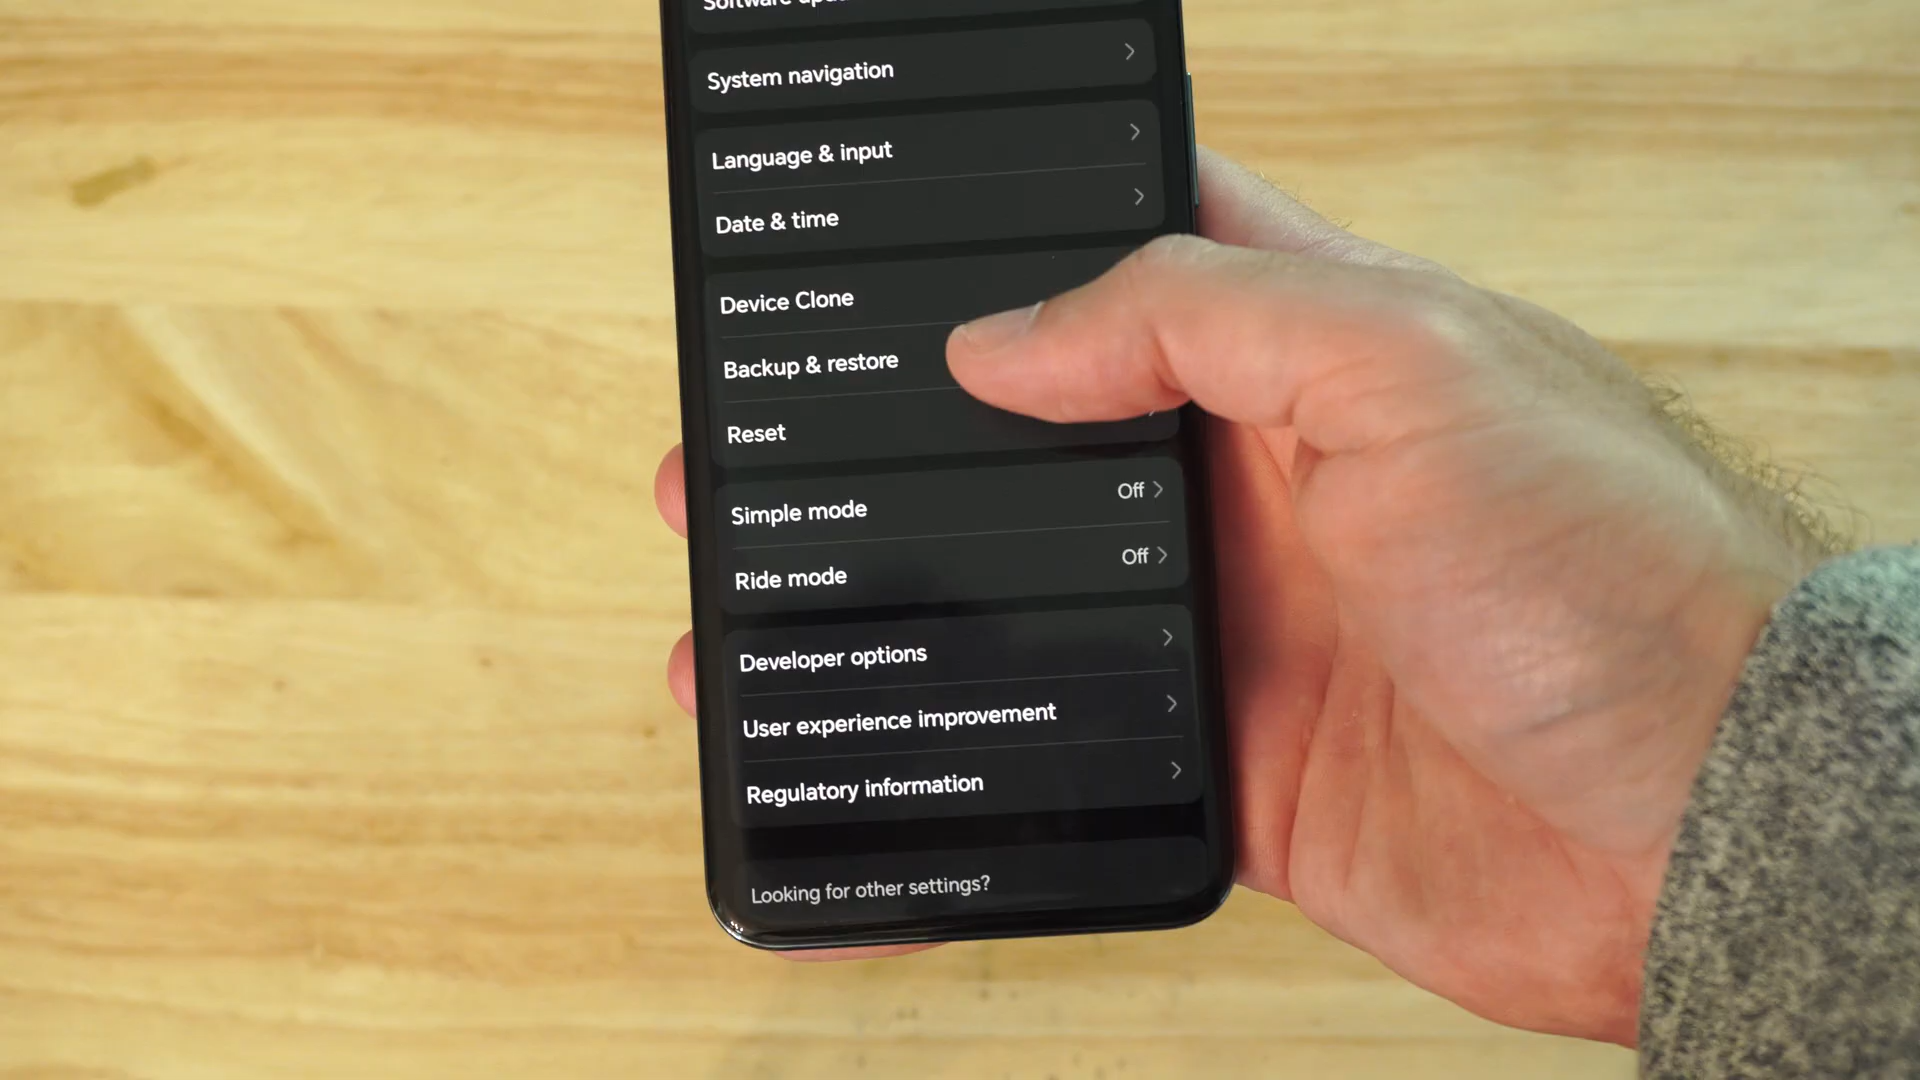 Software
System navigation
Language & input
Date & time
Device Clone
Backup & restore
Reset
Simple mode Off
Ride mode Off
Developer options
User experience improvement
Regulatory information
Looking for other settings?